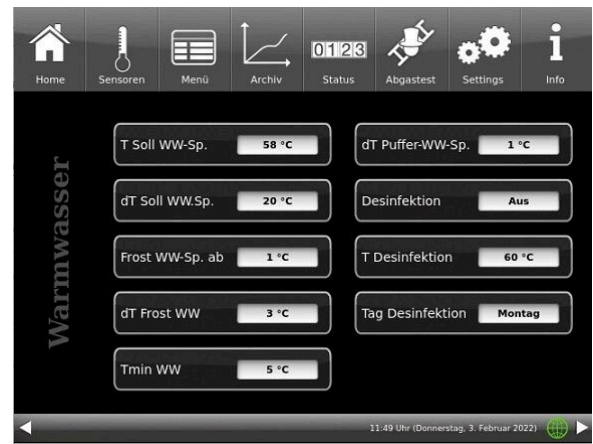 Home Sensoren Menü Archiv 0123 Status Abgastest Settings Info
Warmwasser
T Soll WW-Sp. 58 °C
dT Soll WW.Sp. 20 °C
Frost WW-Sp. ab 1 °C
dT Frost WW 3 °C
Tmin WW 5 °C
dT Puffer-WW-Sp. 1 °C
Desinfektion Aus
T Desinfektion 60 °C
Tag Desinfektion Montag
11:49 Uhr (Donnerstag, 3. Februar 2022)